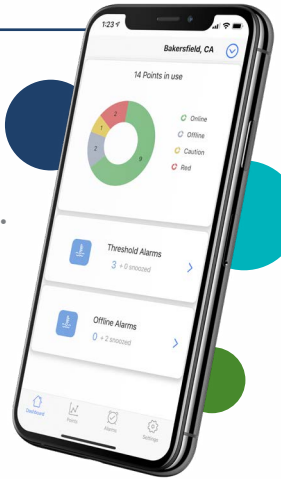 1:23
Bakersfield, CA
14 Points in use
2
1
2
9
Online
Offline
Caution
Red
Threshold Alarms
3 + 0 snoozed
Offline Alarms
0 + 2 snoozed
Dashboard
Points
Alarms
Settings